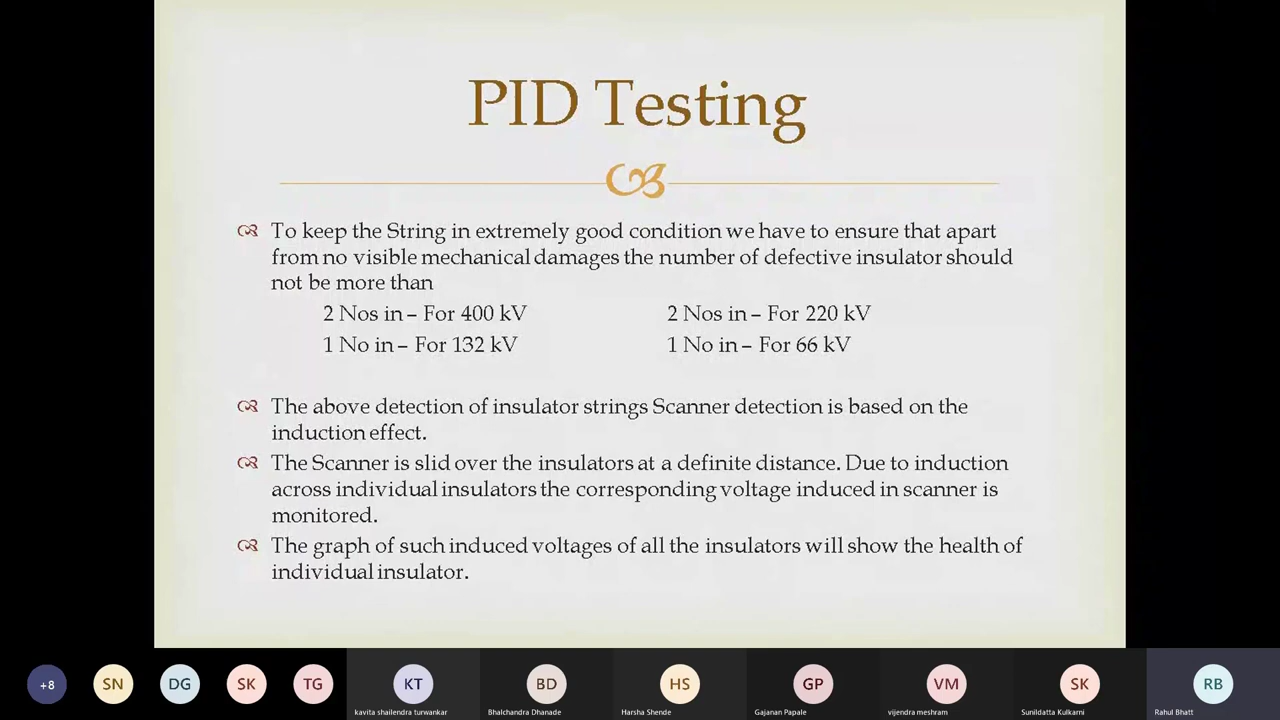 PID Testing
To keep the String in extremely good condition we have to ensure that apart
from no visible mechanical damages the number of defective insulator should
not be more than
2 Nos in – For 400 kV 2 Nos in – For 220 kV
1 No in – For 132 kV 1 No in – For 66 kV
The above detection of insulator strings Scanner detection is based on the
induction effect.
The Scanner is slid over the insulators at a definite distance. Due to induction
across individual insulators the corresponding voltage induced in scanner is
monitored.
The graph of such induced voltages of all the insulators will show the health of
individual insulator.
+8 SN DG SK TG KT BD HS GP VM SK RB
kavita shailendra turwankar Bhalchandra Dhanade Harsha Shende Gajanan Papale vijendra meshram Sunildatta Kulkarni Rahul Bhatt